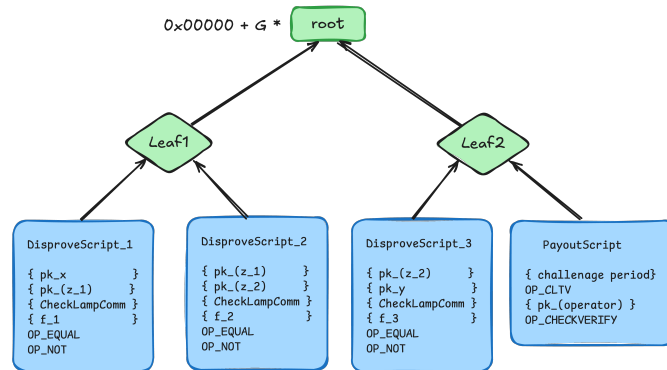 0x00000 + G * root
Leaf1
Leaf2
DisproveScript_1
{ pk_x }
{ pk_(z_1) }
{ CheckLampComm }
{ f_1 }
OP_EQUAL
OP_NOT
DisproveScript_2
{ pk_(z_1) }
{ pk_(z_2) }
{ CheckLampComm }
{ f_2 }
OP_EQUAL
OP_NOT
DisproveScript_3
{ pk_(z_2) }
{ pk_y }
{ CheckLampComm }
{ f_3 }
OP_EQUAL
OP_NOT
PayoutScript
{ challenage period}
OP_CLTV
{ pk_(operator) }
OP_CHECKVERIFY